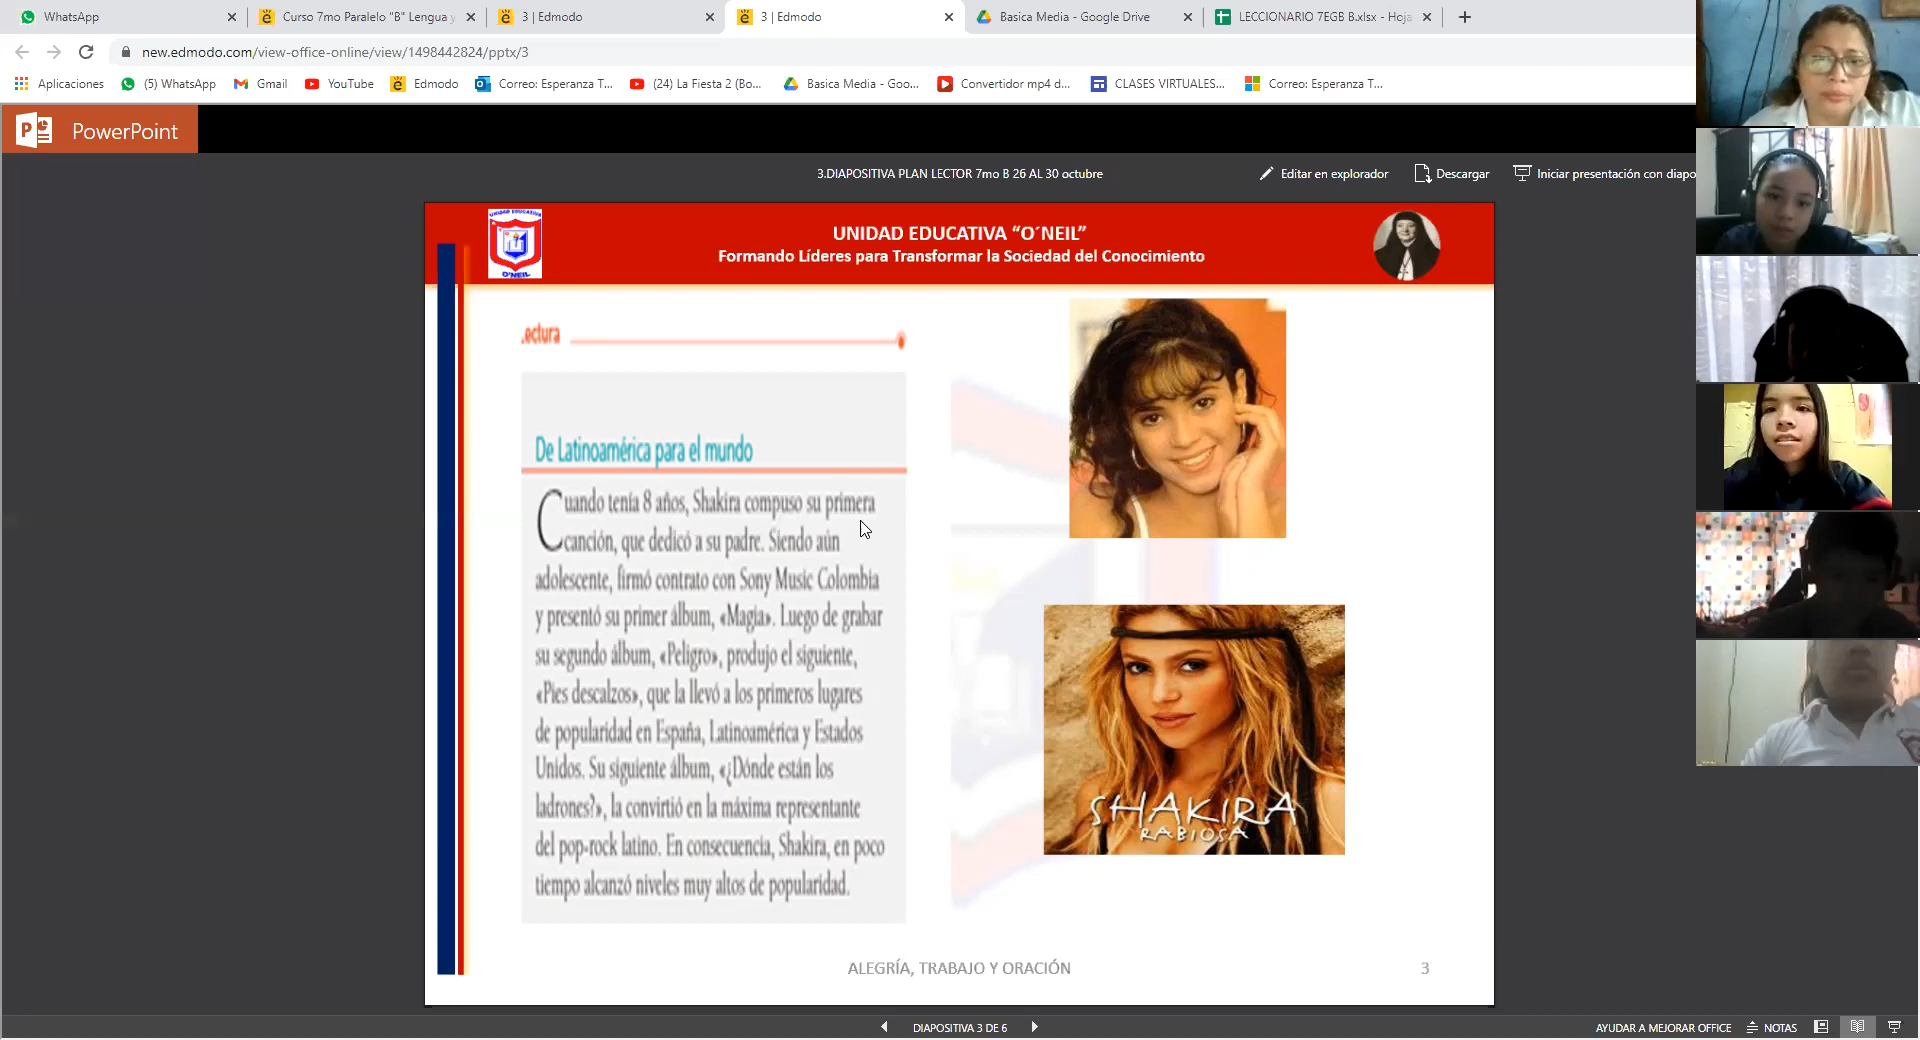 WhatsApp
Curso 7mo Paralelo "B" Lengua y
3 | Edmodo
3 | Edmodo
Basica Media - Google Drive
LECCIONARIO 7EGB B.xlsx - Hoja
new.edmodo.com/view-office-online/view/1498442824/pptx/3
Aplicaciones
(5) WhatsApp
Gmail
YouTube
Edmodo
Correo: Esperanza T...
(24) La Fiesta 2 (Bo...
Basica Media - Goo...
Convertidor mp4 d...
CLASES VIRTUALES...
Correo: Esperanza T...
PowerPoint
3.DIAPOSITIVA PLAN LECTOR 7mo B 26 AL 30 octubre
Editar en explorador
Descargar
Iniciar presentación con diapo
UNIDAD EDUCATIVA
O'NEIL
UNIDAD EDUCATIVA “O´NEIL”
Formando Líderes para Transformar la Sociedad del Conocimiento
.ectura
De Latinoamérica para el mundo
Cuando tenía 8 años, Shakira compuso su primera
canción, que dedicó a su padre. Siendo aún
adolescente, firmó contrato con Sony Music Colombia
y presentó su primer álbum, «Magia». Luego de grabar
su segundo álbum, «Peligro», produjo el siguiente,
«Pies descalzos», que la llevó a los primeros lugares
de popularidad en España, Latinoamérica y Estados
Unidos. Su siguiente álbum, «¿Dónde están los
ladrones?», la convirtió en la máxima representante
del pop-rock latino. En consecuencia, Shakira, en poco
tiempo alcanzó niveles muy altos de popularidad.
SHAKIRA
RABIOSA
ALEGRÍA, TRABAJO Y ORACIÓN
3
DIAPOSITIVA 3 DE 6
AYUDAR A MEJORAR OFFICE
NOTAS